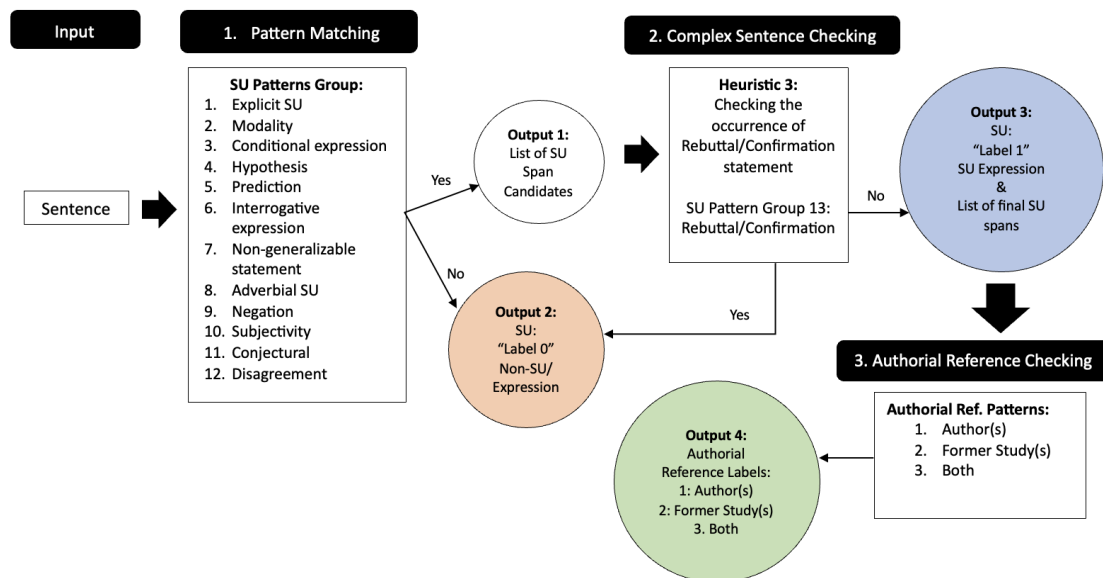 Input
1. Pattern Matching
2. Complex Sentence Checking
Sentence
SU Patterns Group:
1. Explicit SU
2. Modality
3. Conditional expression
4. Hypothesis
5. Prediction
6. Interrogative
expression
7. Non-generalizable
statement
8. Adverbial SU
9. Negation
10. Subjectivity
11. Conjectural
12. Disagreement
Yes
No
Output 1:
List of SU
Span
Candidates
Output 2:
SU:
"Label 0"
Non-SU/
Expression
Heuristic 3:
Checking the
occurrence of
Rebuttal/Confirmation
statement
SU Pattern Group 13:
Rebuttal/Confirmation
No
Yes
Output 3:
SU:
"Label 1"
SU Expression
&
List of final SU
spans
3. Authorial Reference Checking
Authorial Ref. Patterns:
1. Author(s)
2. Former Study(s)
3. Both
Output 4:
Authorial
Reference Labels:
1: Author(s)
2: Former Study(s)
3. Both